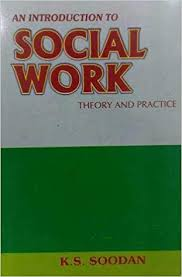 AN INTRODUCTION TO
SOCIAL
WORK
THEORY AND PRACTICE
K.S. SOODAN